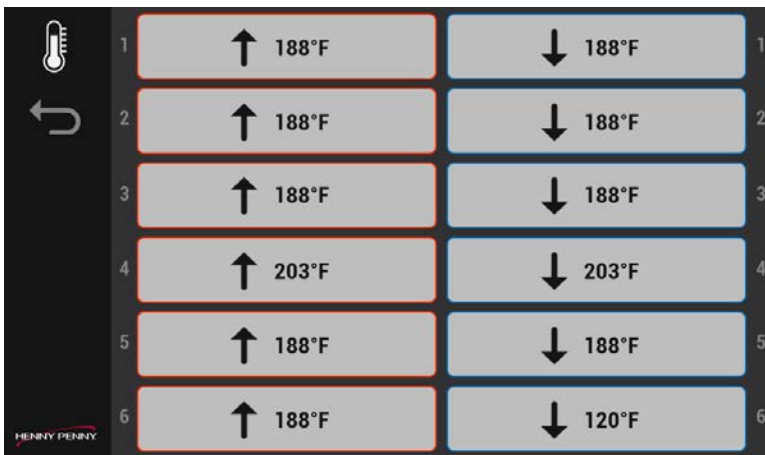 1 ↑ 188°F ↓ 188°F 1
2 ↑ 188°F ↓ 188°F 2
3 ↑ 188°F ↓ 188°F 3
4 ↑ 203°F ↓ 203°F 4
5 ↑ 188°F ↓ 188°F 5
6 ↑ 188°F ↓ 120°F 6
HENNY PENNY